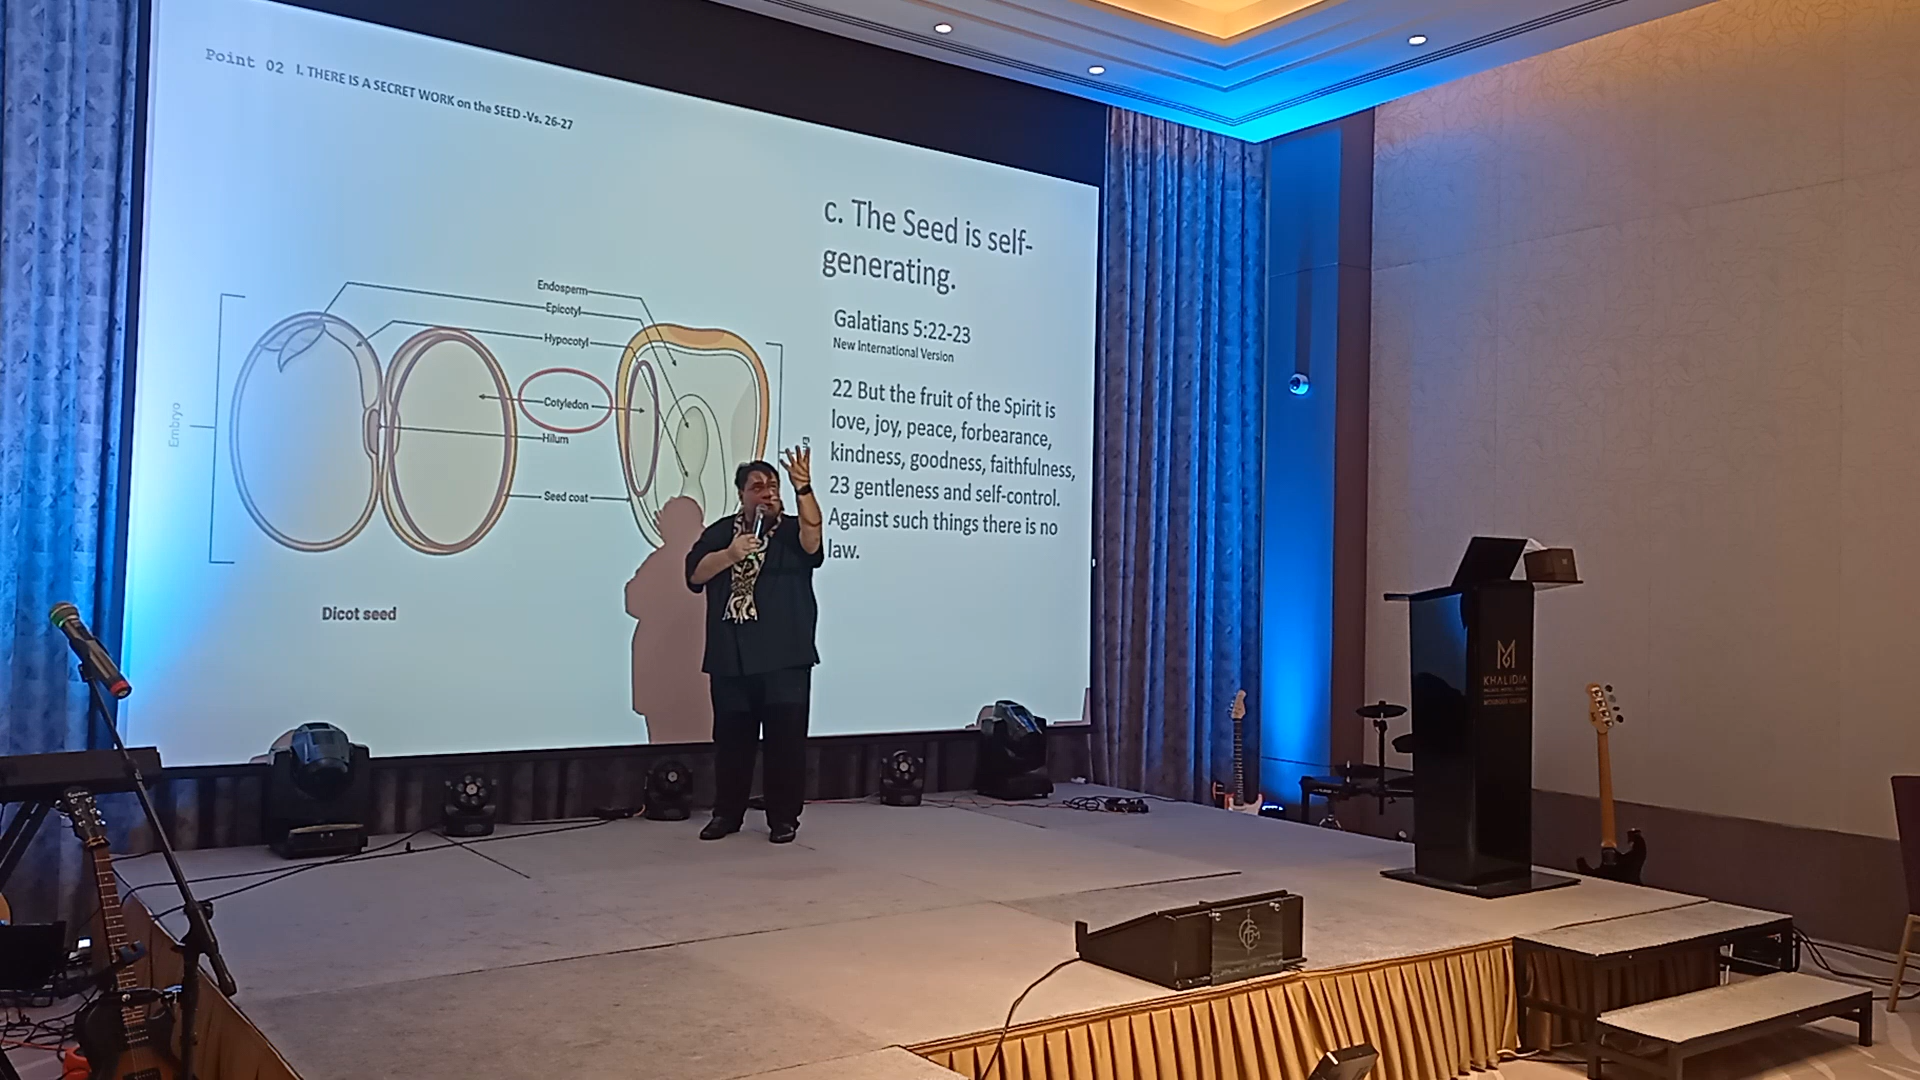 Point 02 I. THERE IS A SECRET WORK on the SEED -Vs. 26-27
c. The Seed is self-
generating.
Galatians 5:22-23
New International Version
22 But the fruit of the Spirit is
love, joy, peace, forbearance,
kindness, goodness, faithfulness,
23 gentleness and self-control.
Against such things there is no
law.
Endosperm
Epicotyl
Hypocotyl
Cotyledon
Hilum
Seed coat
Embryo
Dicot seed
KHALIDIA